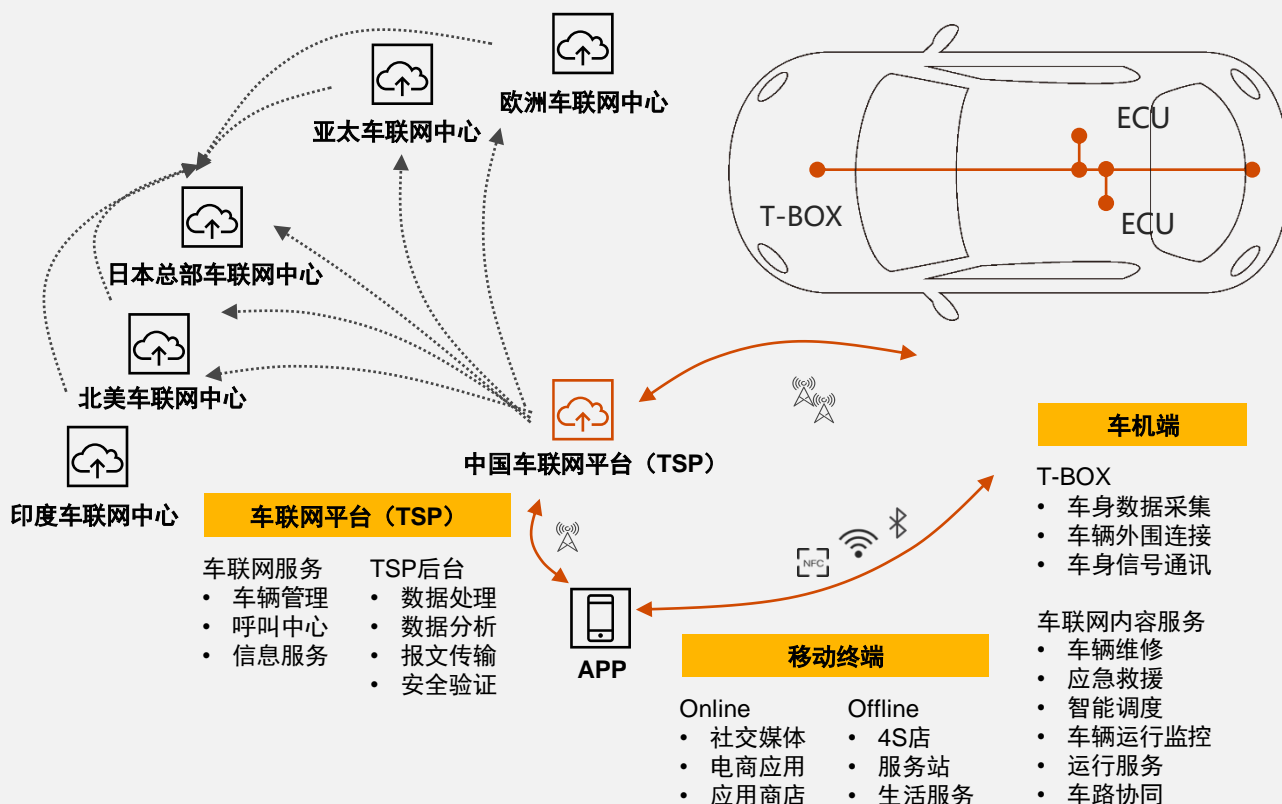 欧洲车联网中心
亚太车联网中心
日本总部车联网中心
北美车联网中心
印度车联网中心
中国车联网平台（TSP）
ECU
T-BOX
ECU
车联网平台（TSP）
车联网服务
• 车辆管理
• 呼叫中心
• 信息服务
TSP后台
• 数据处理
• 数据分析
• 报文传输
• 安全验证
NFC
APP
移动终端
Online
• 社交媒体
• 电商应用
• 应用商店
Offline
• 4S店
• 服务站
• 生活服务
车机端
T-BOX
• 车身数据采集
• 车辆外围连接
• 车身信号通讯
车联网内容服务
• 车辆维修
• 应急救援
• 智能调度
• 车辆运行监控
• 运行服务
• 车路协同